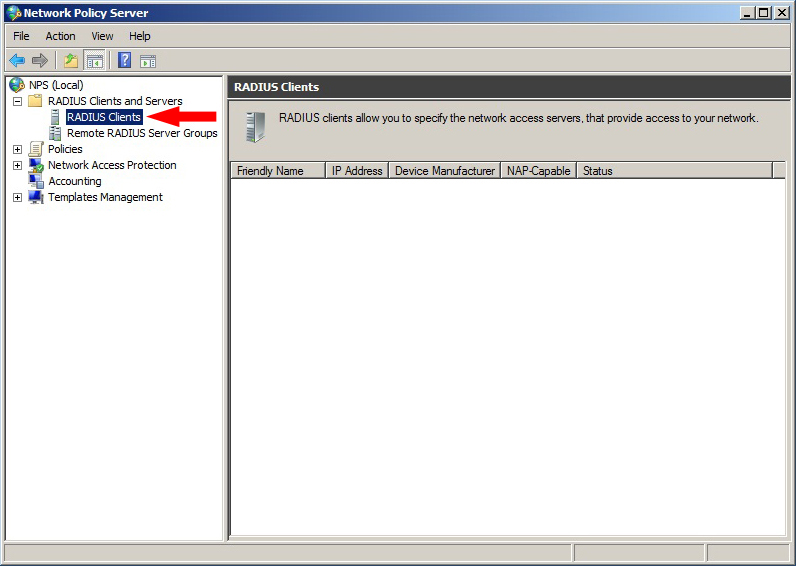 Network Policy Server
File Action View Help
NPS (Local)
RADIUS Clients and Servers
RADIUS Clients
Remote RADIUS Server Groups
Policies
Network Access Protection
Accounting
Templates Management
RADIUS Clients
RADIUS clients allow you to specify the network access servers, that provide access to your network.
Friendly Name IP Address Device Manufacturer NAP-Capable Status